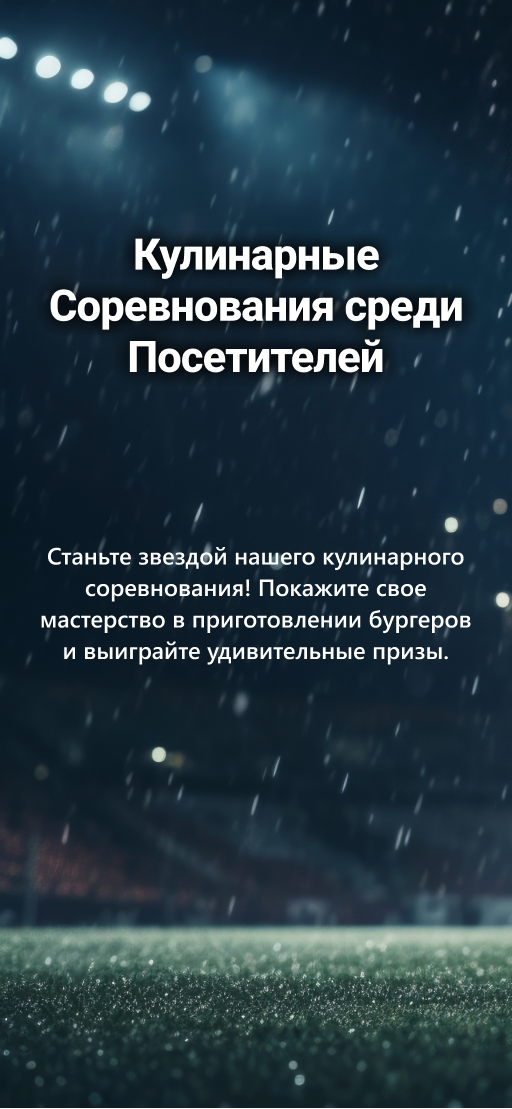 Кулинарные
Соревнования среди
Посетителей
Станьте звездой нашего кулинарного
соревнования! Покажите свое
мастерство в приготовлении бургеров
и выиграйте удивительные призы.